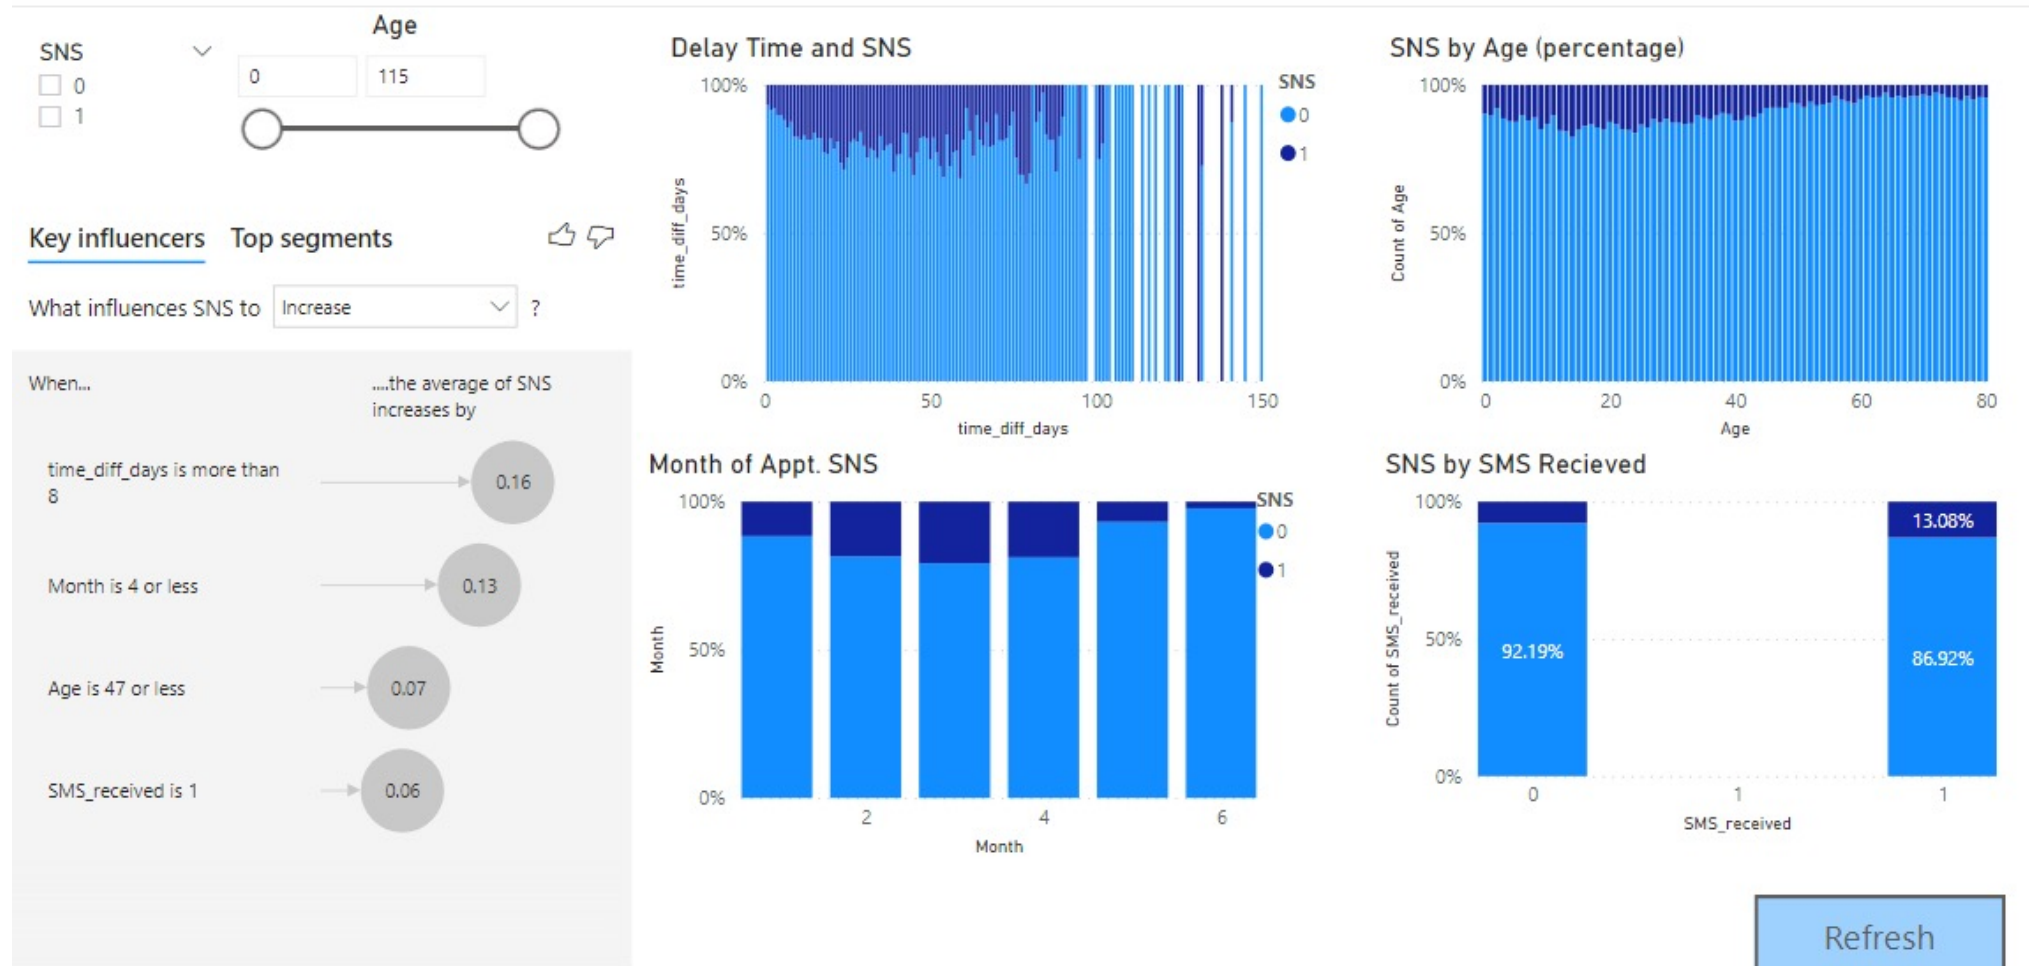 SNS
0
1
Age
0
115
Key influencers
Top segments
What influences SNS to
Increase
?
When...
....the average of SNS
increases by
time_diff_days is more than
8
0.16
Month is 4 or less
0.13
Age is 47 or less
0.07
SMS_received is 1
0.06
Delay Time and SNS
100%
50%
0%
time_diff_days
0
50
100
150
time_diff_days
SNS
0
1
SNS by Age (percentage)
100%
50%
0%
Count of Age
0
20
40
60
80
Age
Month of Appt. SNS
100%
50%
0%
Month
2
4
6
Month
SNS
0
1
SNS by SMS Recieved
100%
50%
0%
Count of SMS_received
92.19%
13.08%
86.92%
0
1
1
SMS_received
Refresh